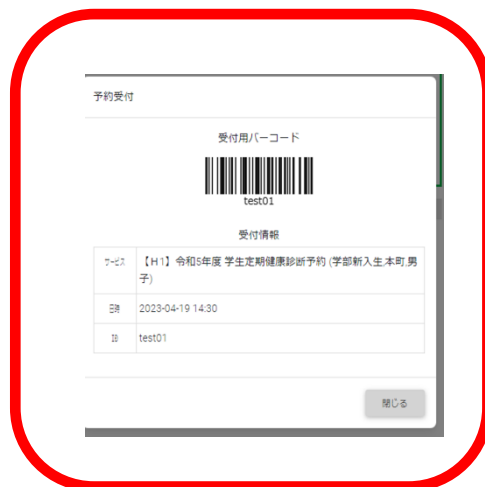 予約受付
受付用バーコード
test01
受付情報
サービス
【H1】令和5年度 学生定期健康診断予約 (学部新入生,本町,男
子)
日時
2023-04-19 14:30
ID
test01
閉じる